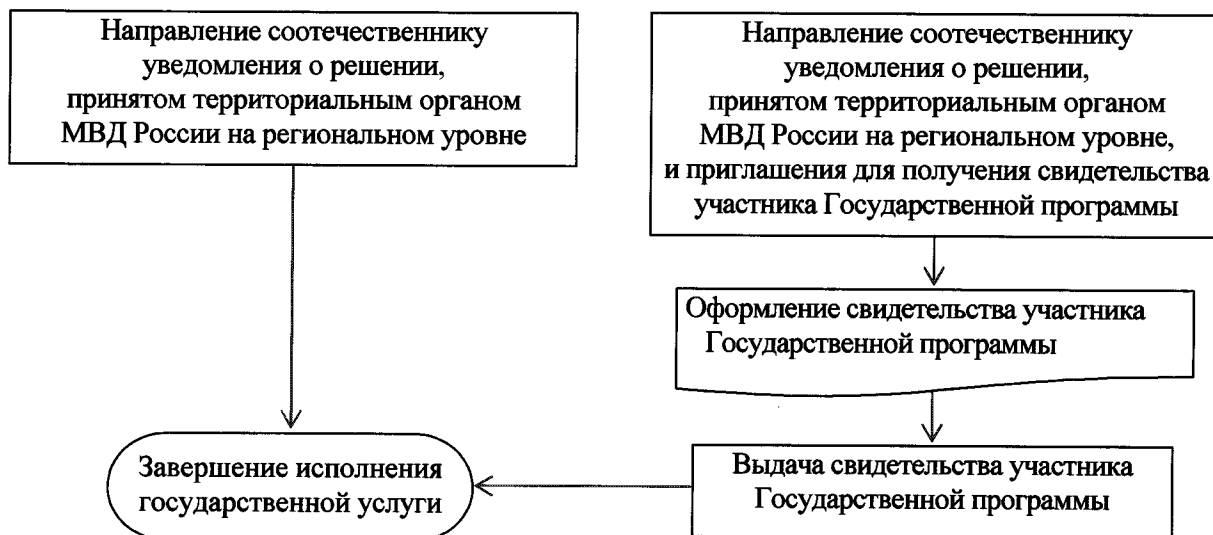 Направление соотечественнику
уведомления о решении,
принятом территориальным органом
МВД России на региональном уровне
Направление соотечественнику
уведомления о решении,
принятом территориальным органом
МВД России на региональном уровне,
и приглашения для получения свидетельства
участника Государственной программы
Оформление свидетельства участника
Государственной программы
Завершение исполнения
государственной услуги
Выдача свидетельства участника
Государственной программы